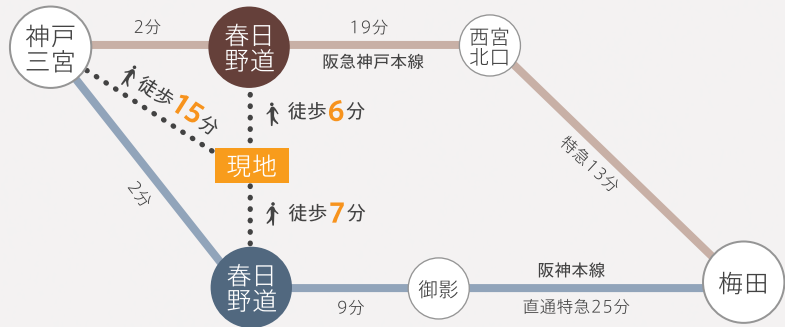 神戸
三宮
2分
春日
野道
19分
阪急神戸本線
西宮
北口
徒歩15分
徒歩6分
現地
特急13分
2分
徒歩7分
春日
野道
9分
御影
阪神本線
直通特急25分
梅田